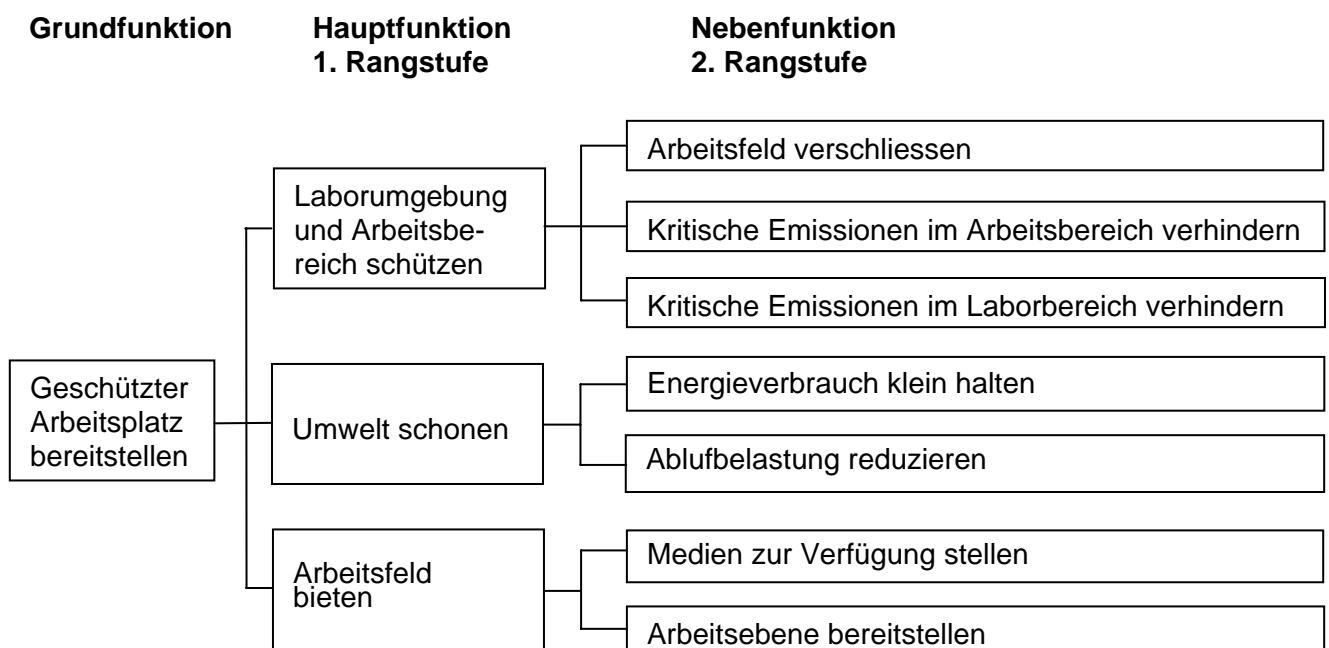 Grundfunktion
Hauptfunktion
1. Rangstufe
Nebenfunktion
2. Rangstufe
Geschützter
Arbeitsplatz
bereitstellen
Laborumgebung
und Arbeitsbe-
reich schützen
Arbeitsfeld verschliessen
Kritische Emissionen im Arbeitsbereich verhindern
Kritische Emissionen im Laborbereich verhindern
Umwelt schonen
Energieverbrauch klein halten
Ablufbelastung reduzieren
Arbeitsfeld
bieten
Medien zur Verfügung stellen
Arbeitsebene bereitstellen